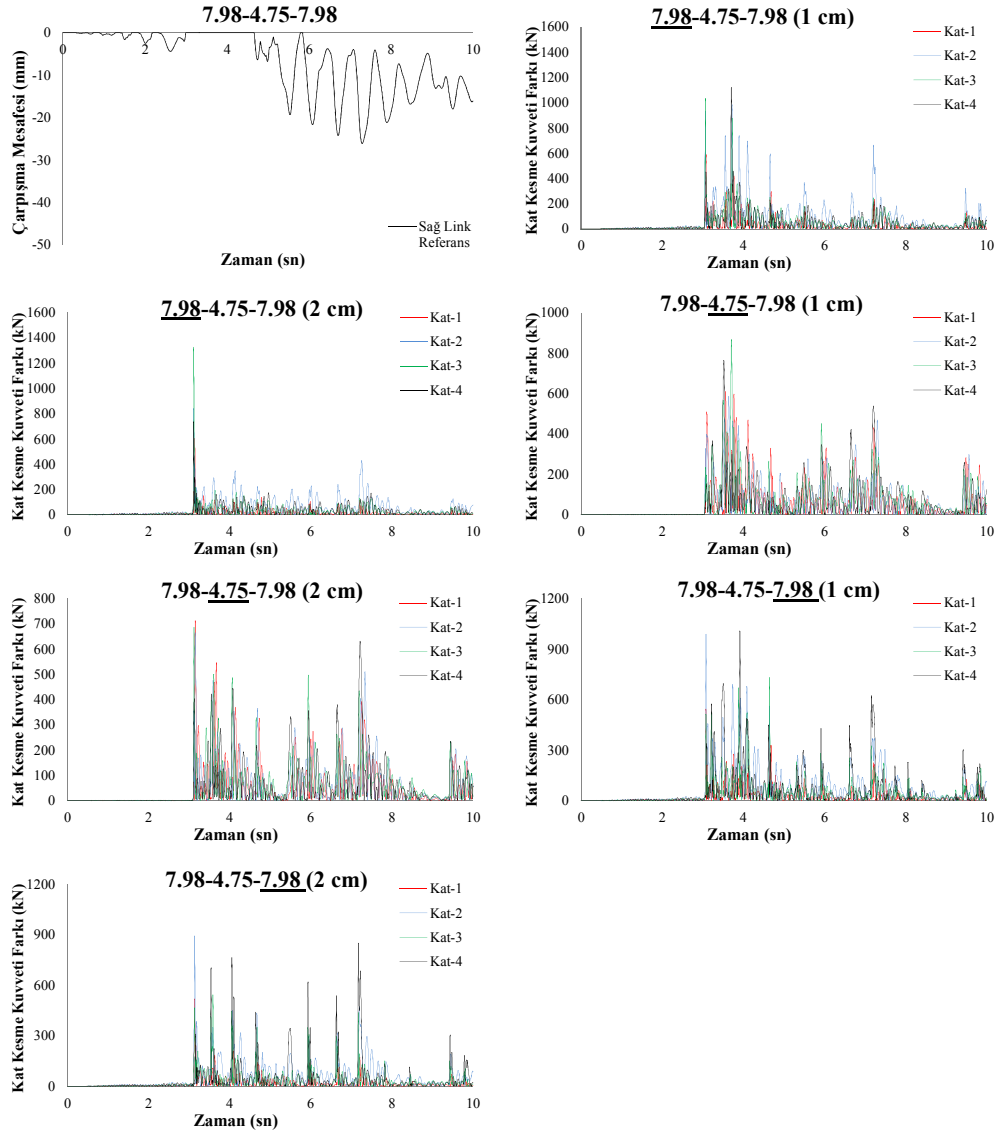 7.98-4.75-7.98
0
-10
-20
-30
-40
-50
0 2 4 6 8 10
Çarpışma Mesafesi (mm)
Zaman (sn)
Sağ Link
Referans
7.98-4.75-7.98 (1 cm)
1600
1400
1200
1000
800
600
400
200
0
0 2 4 6 8 10
Kat Kesme Kuvveti Farkı (kN)
Zaman (sn)
Kat-1
Kat-2
Kat-3
Kat-4
7.98-4.75-7.98 (2 cm)
1600
1400
1200
1000
800
600
400
200
0
0 2 4 6 8 10
Kat Kesme Kuvveti Farkı (kN)
Zaman (sn)
Kat-1
Kat-2
Kat-3
Kat-4
7.98-4.75-7.98 (1 cm)
1000
800
600
400
200
0
0 2 4 6 8 10
Kat Kesme Kuvveti Farkı (kN)
Zaman (sn)
Kat-1
Kat-2
Kat-3
Kat-4
7.98-4.75-7.98 (2 cm)
800
700
600
500
400
300
200
100
0
0 2 4 6 8 10
Kat Kesme Kuvveti Farkı (kN)
Zaman (sn)
Kat-1
Kat-2
Kat-3
Kat-4
7.98-4.75-7.98 (1 cm)
1200
900
600
300
0
0 2 4 6 8 10
Kat Kesme Kuvveti Farkı (kN)
Zaman (sn)
Kat-1
Kat-2
Kat-3
Kat-4
7.98-4.75-7.98 (2 cm)
1200
900
600
300
0
0 2 4 6 8 10
Kat Kesme Kuvveti Farkı (kN)
Zaman (sn)
Kat-1
Kat-2
Kat-3
Kat-4